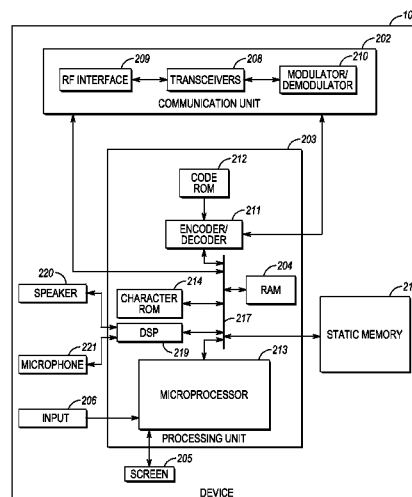 10
202
209
208
210
RF INTERFACE
TRANSCEIVERS
MODULATOR/
DEMODULATOR
COMMUNICATION UNIT
203
212
CODE
ROM
211
ENCODER/
DECODER
220
214
204
SPEAKER
CHARACTER
ROM
RAM
21
217
STATIC MEMORY
221
DSP
219
213
MICROPHONE
206
MICROPROCESSOR
INPUT
PROCESSING UNIT
205
SCREEN
DEVICE